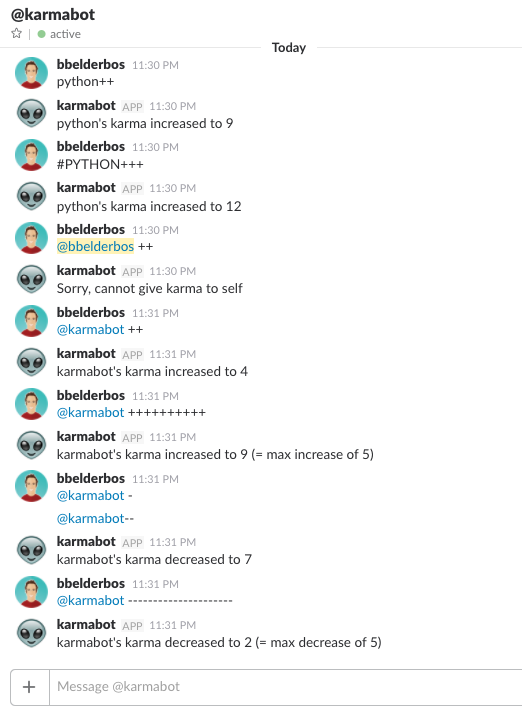 @karmabot
active
Today
bbelderbos 11:30 PM
python++
karmabot APP 11:30 PM
python's karma increased to 9
bbelderbos 11:30 PM
#PYTHON+++
karmabot APP 11:30 PM
python's karma increased to 12
bbelderbos 11:30 PM
@bbelderbos ++
karmabot APP 11:30 PM
Sorry, cannot give karma to self
bbelderbos 11:31 PM
@karmabot ++
karmabot APP 11:31 PM
karmabot's karma increased to 4
bbelderbos 11:31 PM
@karmabot ++++++++++
karmabot APP 11:31 PM
karmabot's karma increased to 9 (= max increase of 5)
bbelderbos 11:31 PM
@karmabot -
@karmabot--
karmabot APP 11:31 PM
karmabot's karma decreased to 7
bbelderbos 11:31 PM
@karmabot ---------------------
karmabot APP 11:31 PM
karmabot's karma decreased to 2 (= max decrease of 5)
Message @karmabot